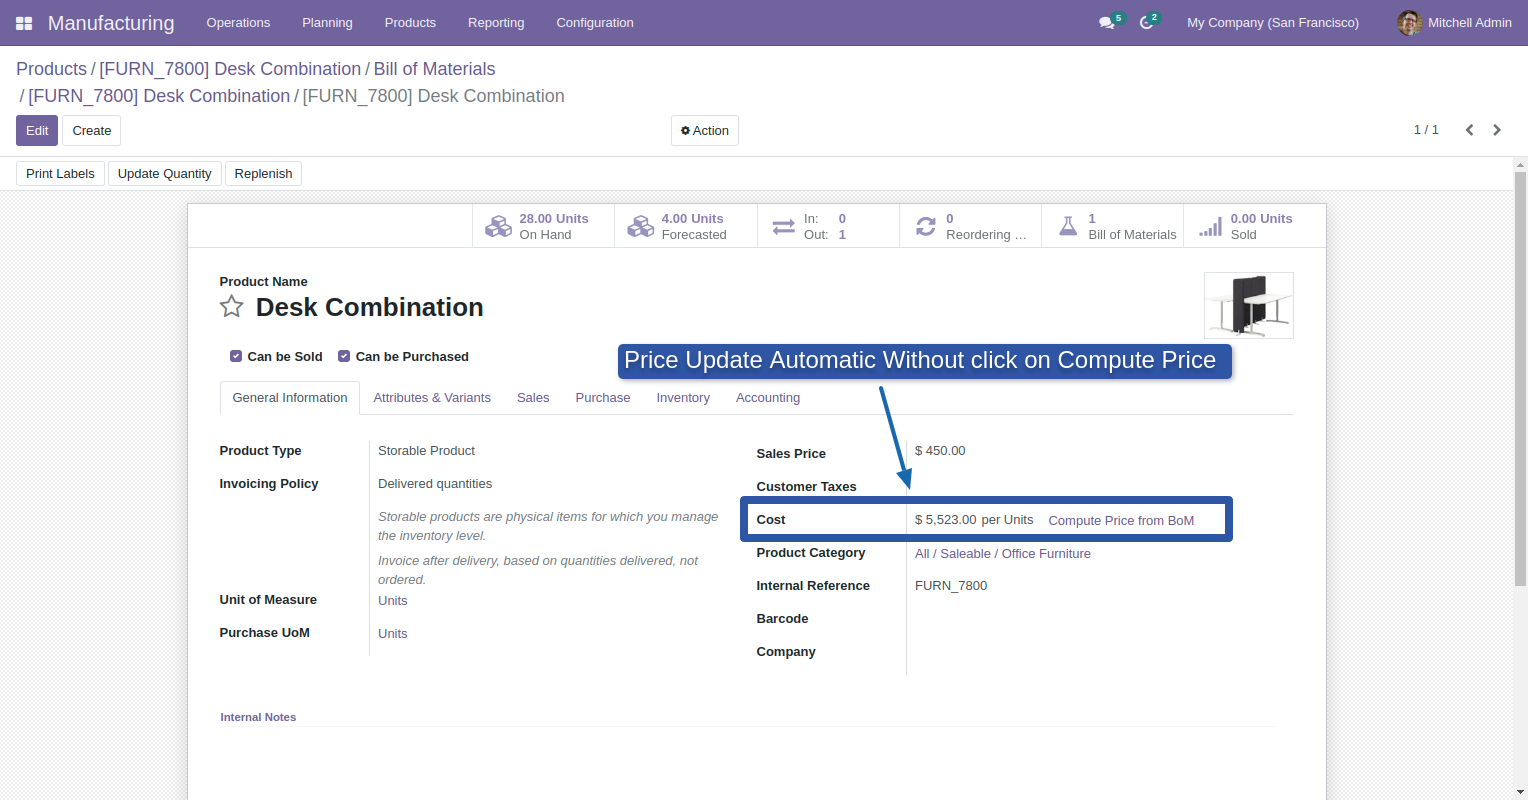 Manufacturing Operations Planning Products Reporting Configuration 5 2 My Company (San Francisco) Mitchell Admin
Products / [FURN_7800] Desk Combination / Bill of Materials
/ [FURN_7800] Desk Combination / [FURN_7800] Desk Combination
Edit Create Action 1 / 1
Print Labels Update Quantity Replenish
28.00 Units 4.00 Units In: 0 0 1 0.00 Units
On Hand Forecasted Out: 1 Reordering ... Bill of Materials Sold
Product Name
Desk Combination
Can be Sold Can be Purchased
Price Update Automatic Without click on Compute Price
General Information Attributes & Variants Sales Purchase Inventory Accounting
Product Type Storable Product
Invoicing Policy Delivered quantities
Storable products are physical items for which you manage
the inventory level.
Invoice after delivery, based on quantities delivered, not
ordered.
Unit of Measure Units
Purchase UoM Units
Sales Price $ 450.00
Customer Taxes
Cost $ 5,523.00 per Units Compute Price from BoM
Product Category All / Saleable / Office Furniture
Internal Reference FURN_7800
Barcode
Company
Internal Notes